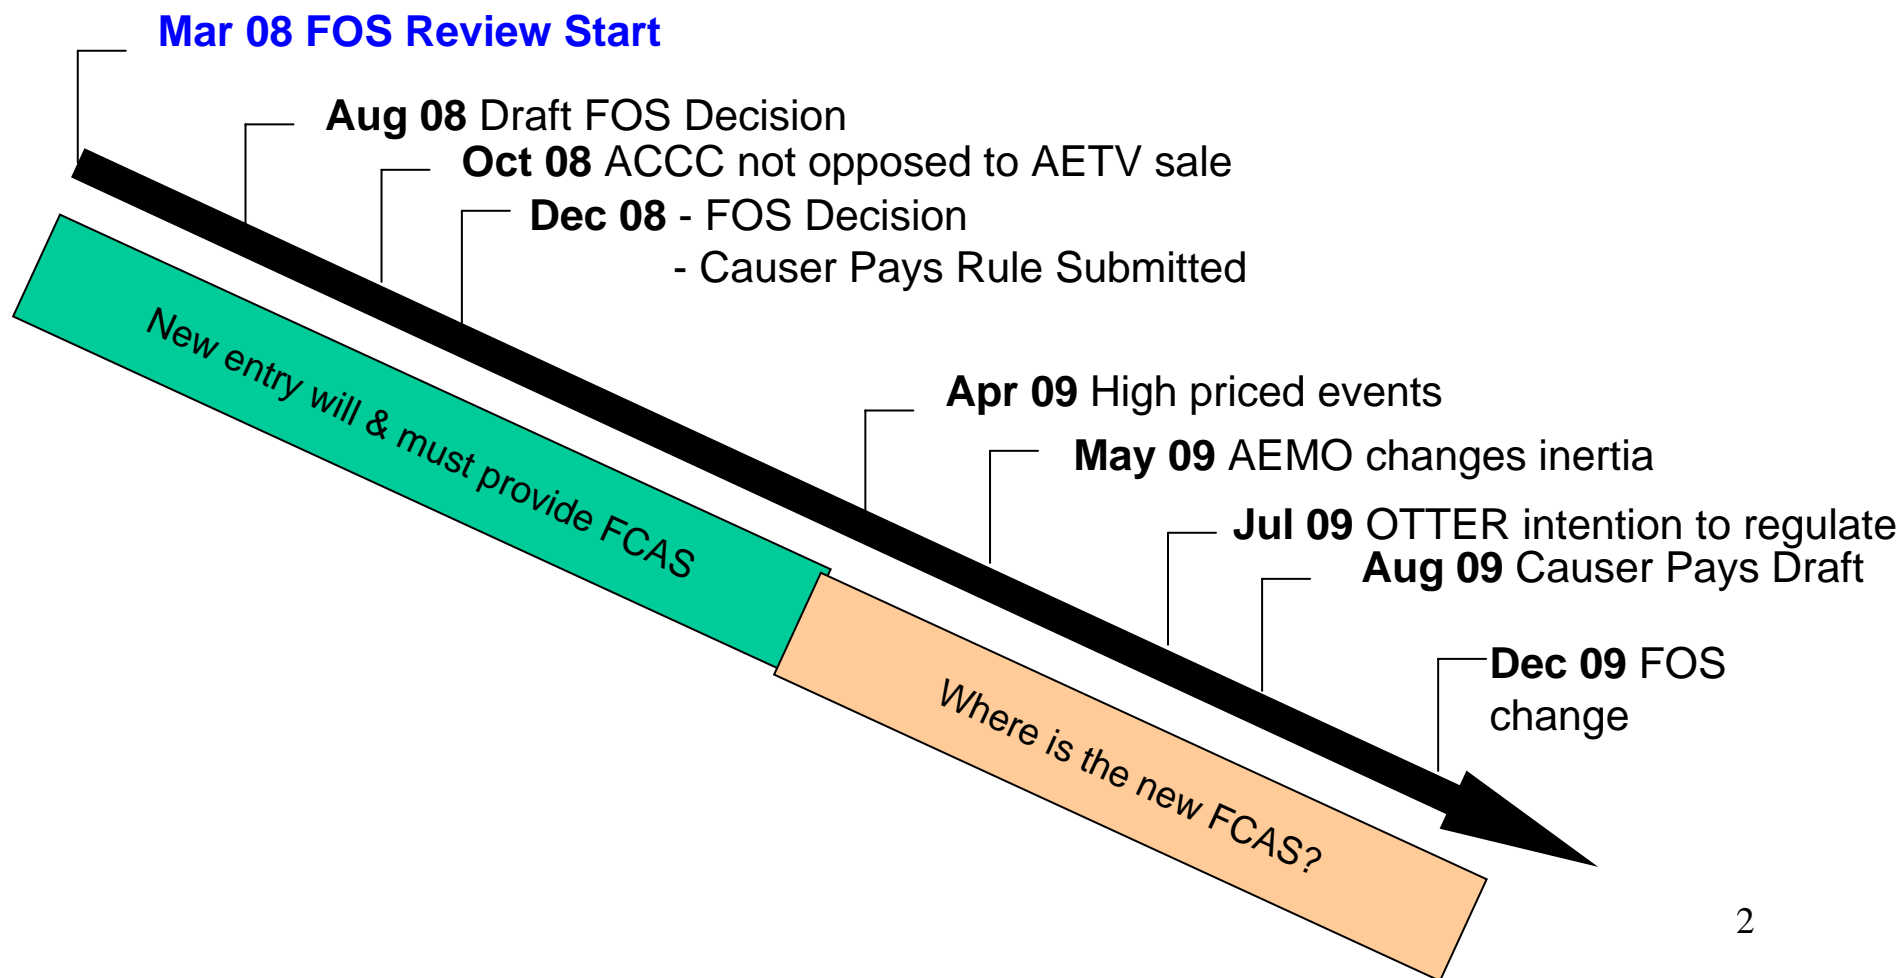 Mar 08 FOS Review Start
Aug 08 Draft FOS Decision
Oct 08 ACCC not opposed to AETV sale
Dec 08 - FOS Decision
- Causer Pays Rule Submitted
New entry will & must provide FCAS
Apr 09 High priced events
May 09 AEMO changes inertia
Jul 09 OTTER intention to regulate
Aug 09 Causer Pays Draft
Dec 09 FOS
change
Where is the new FCAS?
2